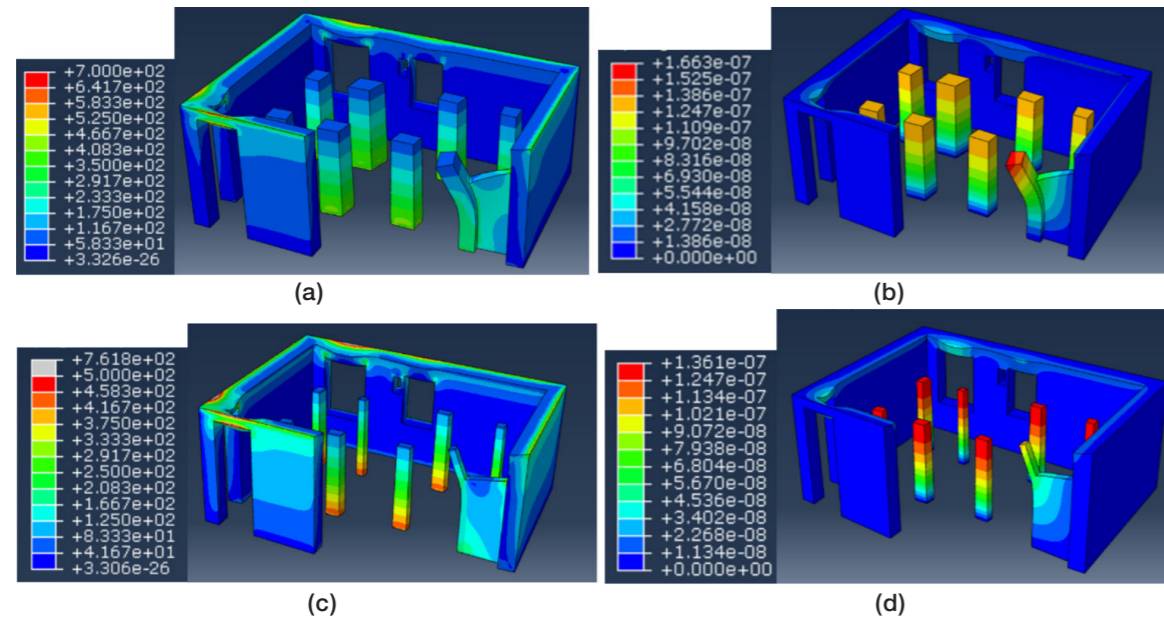 +7.000e+02
+6.417e+02
+5.833e+02
+5.250e+02
+4.667e+02
+4.083e+02
+3.500e+02
+2.917e+02
+2.333e+02
+1.750e+02
+1.167e+02
+5.833e+01
+3.326e-26
(a)
+1.663e-07
+1.525e-07
+1.386e-07
+1.247e-07
+1.109e-07
+9.702e-08
+8.316e-08
+6.930e-08
+5.544e-08
+4.158e-08
+2.772e-08
+1.386e-08
+0.000e+00
(b)
+7.618e+02
+5.000e+02
+4.583e+02
+4.167e+02
+3.750e+02
+3.333e+02
+2.917e+02
+2.500e+02
+2.083e+02
+1.667e+02
+1.250e+02
+8.333e+01
+4.167e+01
+3.306e-26
(c)
+1.361e-07
+1.247e-07
+1.134e-07
+1.021e-07
+9.072e-08
+7.938e-08
+6.804e-08
+5.670e-08
+4.536e-08
+3.402e-08
+2.268e-08
+1.134e-08
+0.000e+00
(d)